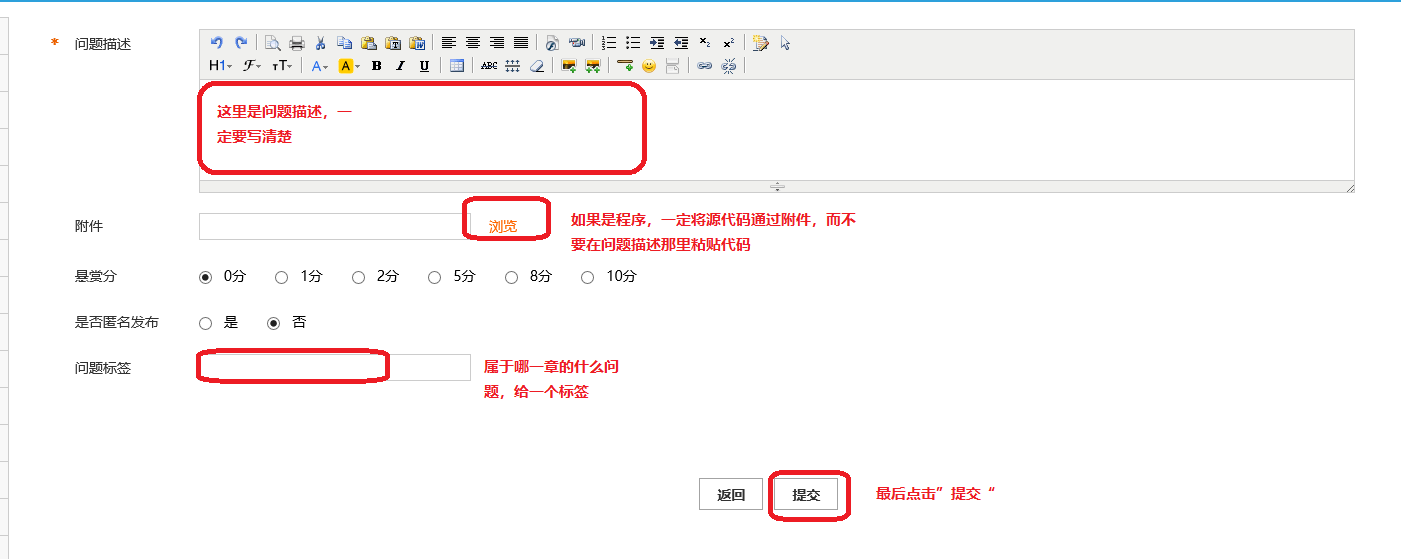 * 问题描述
H1 F тT A A B I U ABC
这里是问题描述，一
定要写清楚
附件 浏览 如果是程序，一定将源代码通过附件，而不
要在问题描述那里粘贴代码
悬赏分 0分 1分 2分 5分 8分 10分
是否匿名发布 是 否
问题标签 属于哪一章的什么问
题，给一个标签
返回 提交 最后点击”提交“